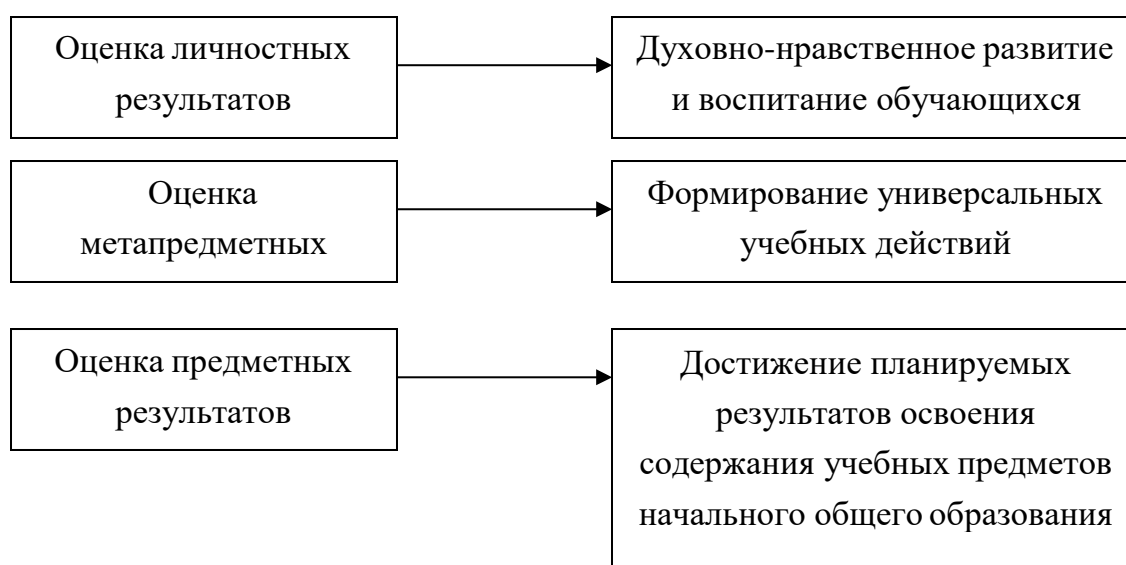 Оценка личностных
результатов
Духовно-нравственное развитие
и воспитание обучающихся
Оценка
метапредметных
Формирование универсальных
учебных действий
Оценка предметных
результатов
Достижение планируемых
результатов освоения
содержания учебных предметов
начального общего образования